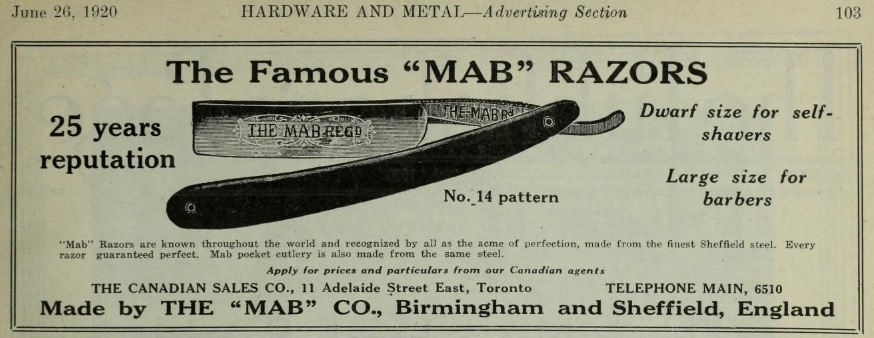 June 26, 1920 HARDWARE AND METAL—Advertising Section 103
The Famous “MAB” RAZORS
25 years
reputation
THE MAB REGD
THE MAB Rd
Dwarf size for self-
shavers
Large size for
barbers
No. 14 pattern
"Mab" Razors are known throughout the world and recognized by all as the acme of perfection, made from the finest Sheffield steel. Every
razor guaranteed perfect. Mab pocket cutlery is also made from the same steel.
Apply for prices and particulars from our Canadian agents
THE CANADIAN SALES CO., 11 Adelaide Street East, Toronto TELEPHONE MAIN, 6510
Made by THE “MAB” CO., Birmingham and Sheffield, England